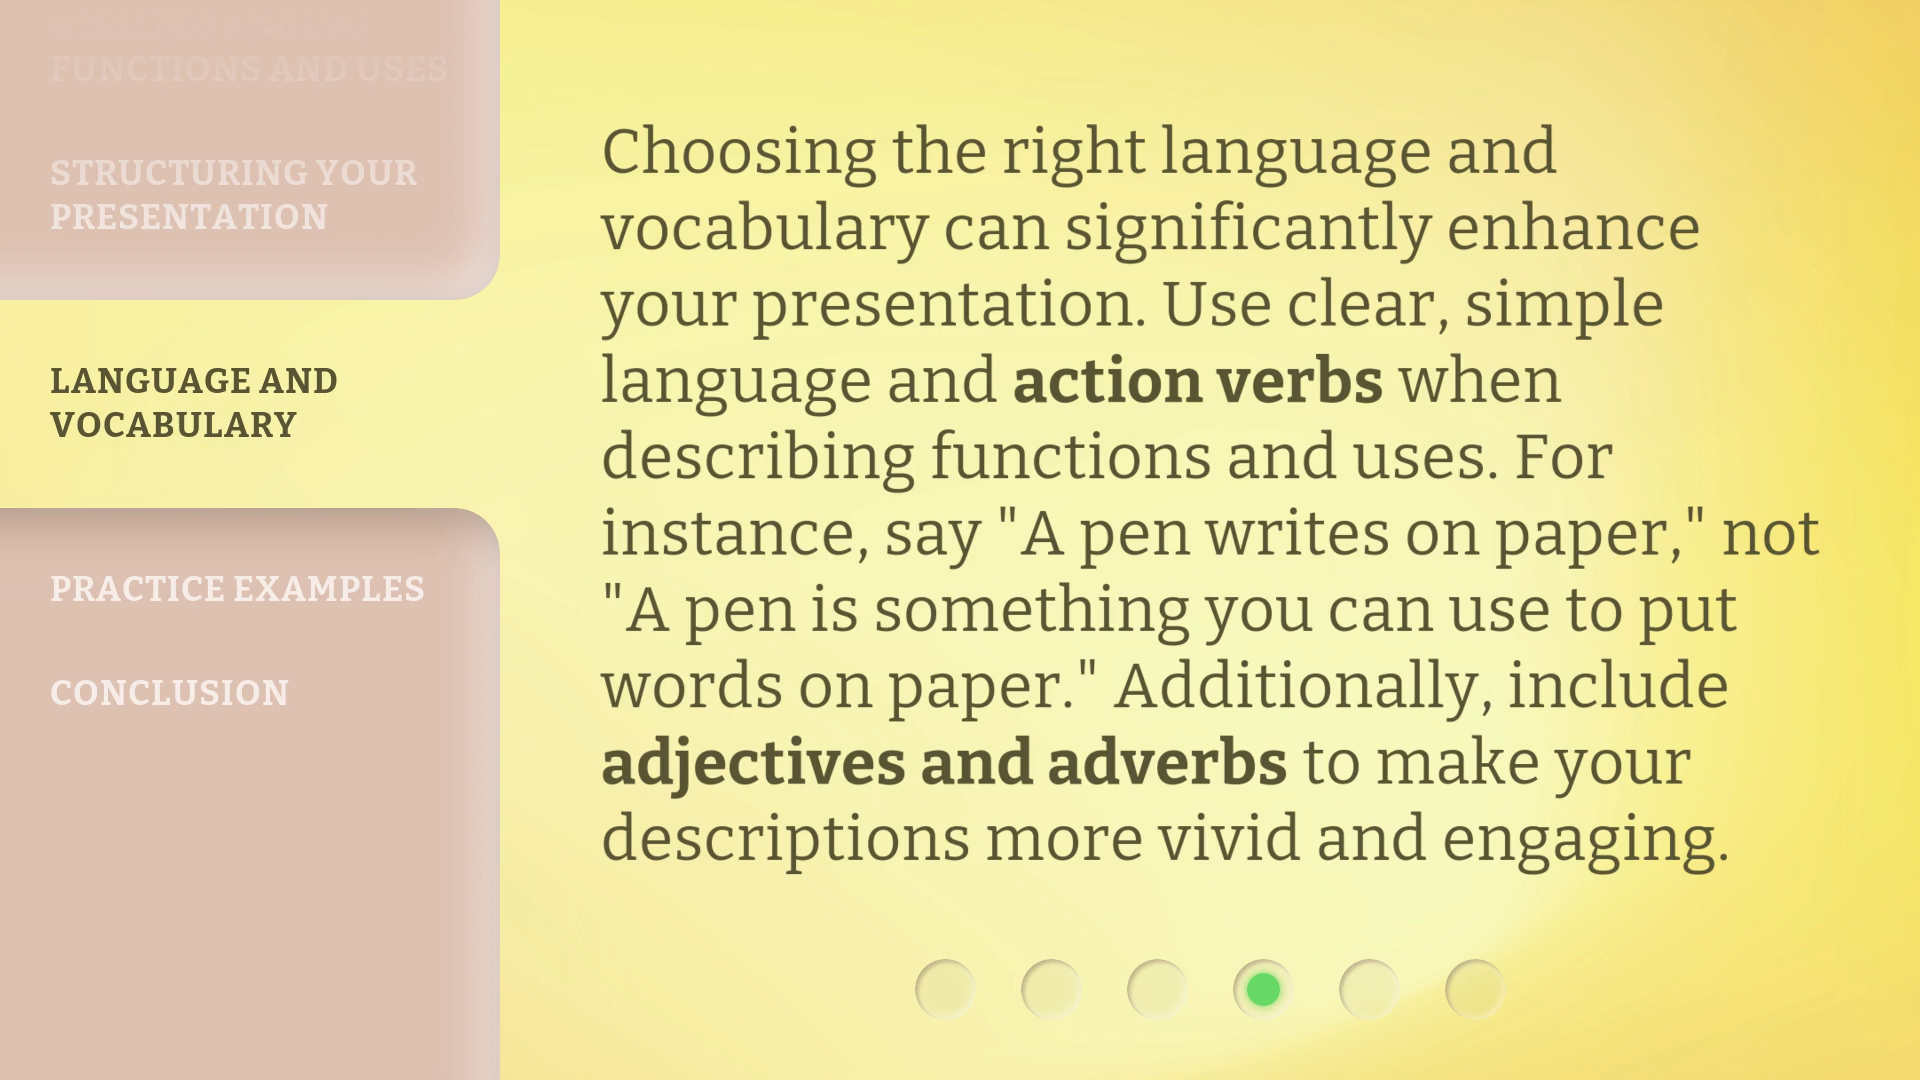 FUNCTIONS AND USES
STRUCTURING YOUR
PRESENTATION
LANGUAGE AND
VOCABULARY
PRACTICE EXAMPLES
CONCLUSION
Choosing the right language and
vocabulary can significantly enhance
your presentation. Use clear, simple
language and action verbs when
describing functions and uses. For
instance, say "A pen writes on paper," not
"A pen is something you can use to put
words on paper." Additionally, include
adjectives and adverbs to make your
descriptions more vivid and engaging.